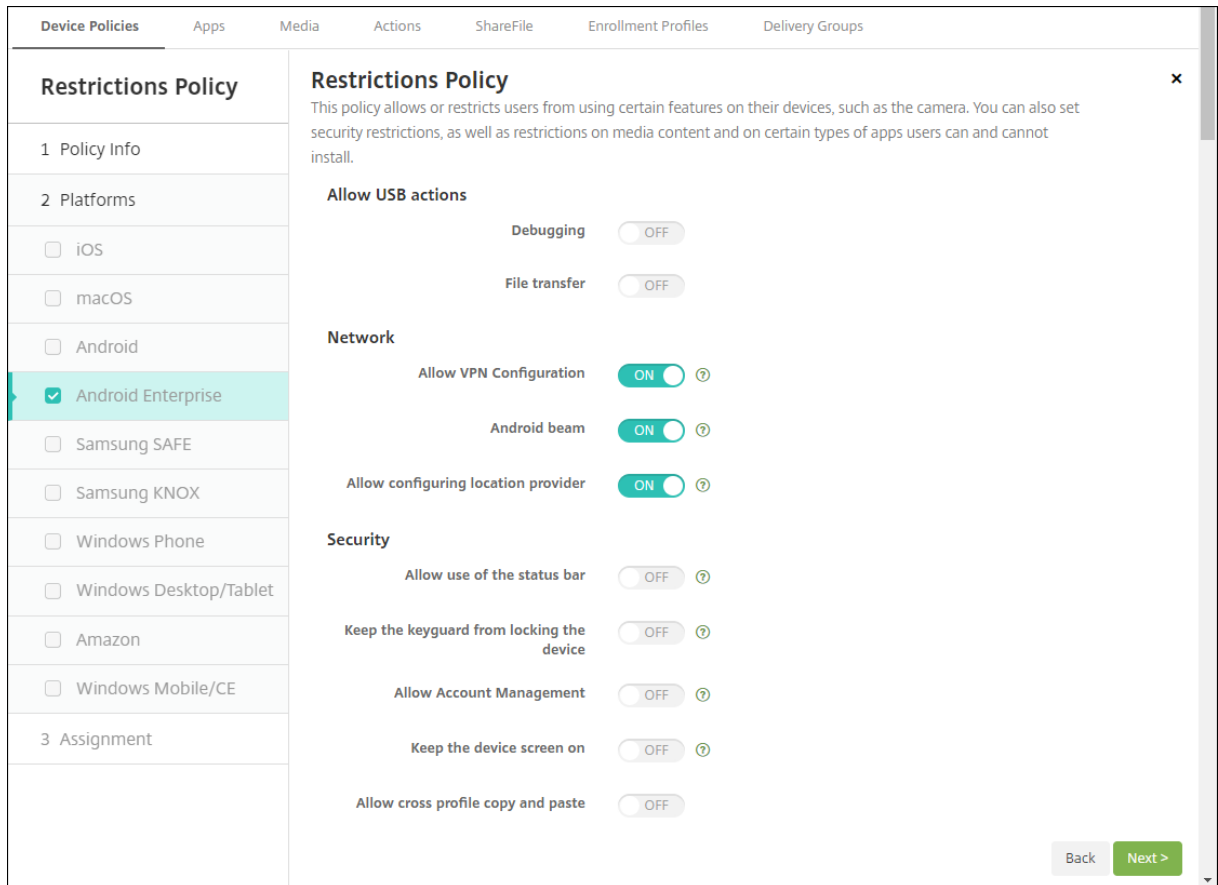 Device Policies Apps Media Actions ShareFile Enrollment Profiles Delivery Groups
Restrictions Policy
1 Policy Info
2 Platforms
iOS
macOS
Android
Android Enterprise
Samsung SAFE
Samsung KNOX
Windows Phone
Windows Desktop/Tablet
Amazon
Windows Mobile/CE
3 Assignment
Restrictions Policy
This policy allows or restricts users from using certain features on their devices, such as the camera. You can also set
security restrictions, as well as restrictions on media content and on certain types of apps users can and cannot
install.
Allow USB actions
Debugging OFF
File transfer OFF
Network
Allow VPN Configuration ON ?
Android beam ON ?
Allow configuring location provider ON ?
Security
Allow use of the status bar OFF ?
Keep the keyguard from locking the
device OFF ?
Allow Account Management OFF ?
Keep the device screen on OFF ?
Allow cross profile copy and paste OFF
Back Next >